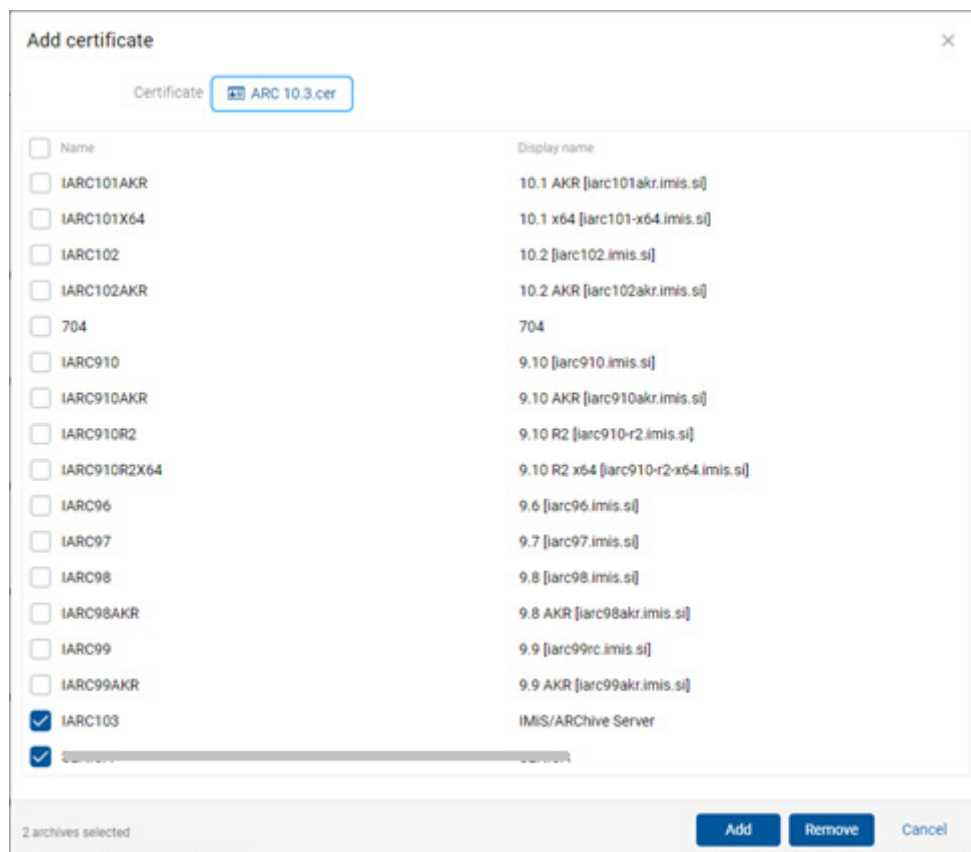 Add certificate
Certificate ARC 10.3.cer
Name Display name
IARC101AKR 10.1 AKR [iarc101akr.imis.si]
IARC101X64 10.1 x64 [iarc101-x64.imis.si]
IARC102 10.2 [iarc102.imis.si]
IARC102AKR 10.2 AKR [iarc102akr.imis.si]
704 704
IARC910 9.10 [iarc910.imis.si]
IARC910AKR 9.10 AKR [iarc910akr.imis.si]
IARC910R2 9.10 R2 [iarc910-r2.imis.si]
IARC910R2X64 9.10 R2 x64 [iarc910-r2-x64.imis.si]
IARC96 9.6 [iarc96.imis.si]
IARC97 9.7 [iarc97.imis.si]
IARC98 9.8 [iarc98.imis.si]
IARC98AKR 9.8 AKR [iarc98akr.imis.si]
IARC99 9.9 [iarc99rc.imis.si]
IARC99AKR 9.9 AKR [iarc99akr.imis.si]
IARC103 IMiS/ARChive Server
2 archives selected Add Remove Cancel